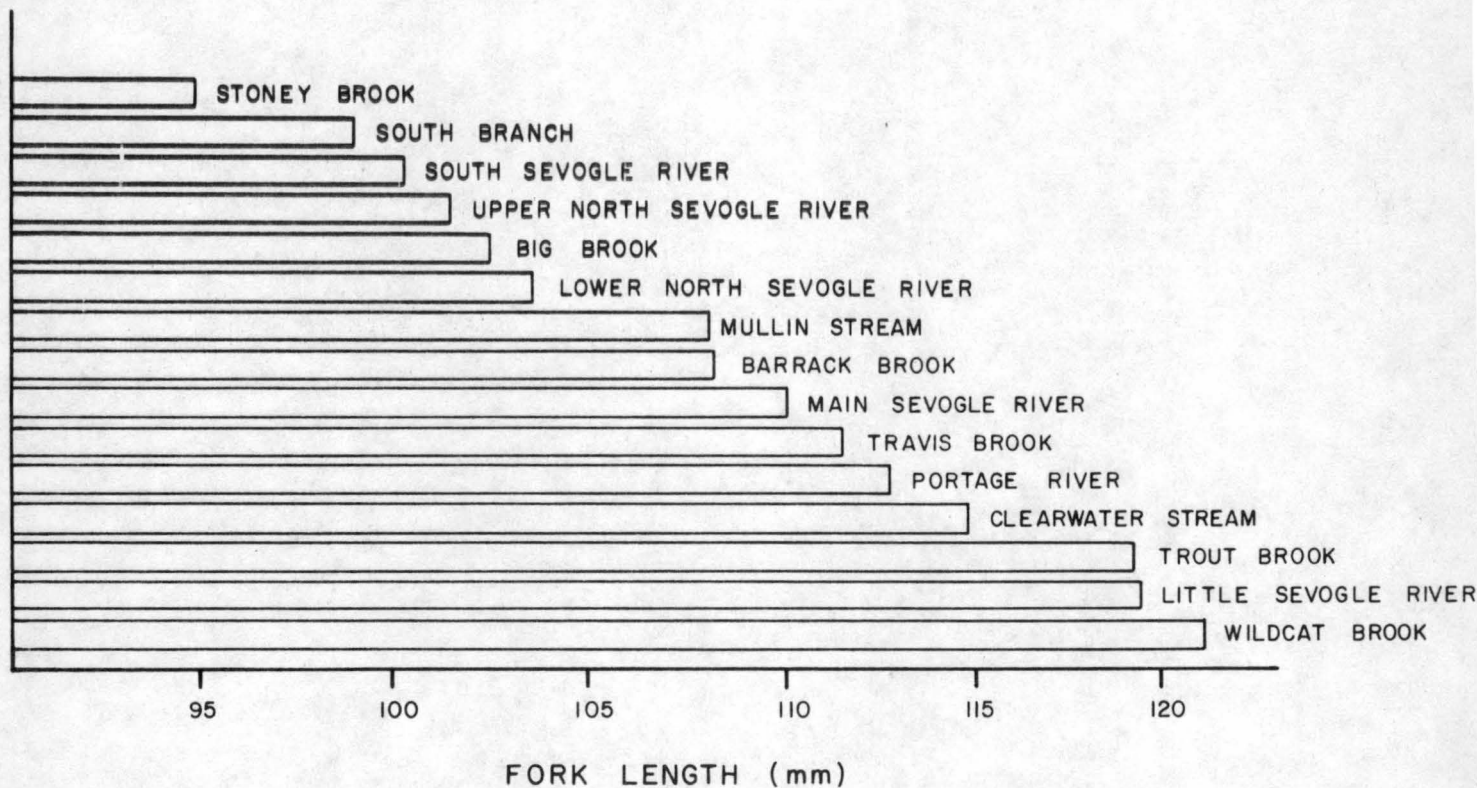 STONEY BROOK
SOUTH BRANCH
SOUTH SEVOGLE RIVER
UPPER NORTH SEVOGLE RIVER
BIG BROOK
LOWER NORTH SEVOGLE RIVER
MULLIN STREAM
BARRACK BROOK
MAIN SEVOGLE RIVER
TRAVIS BROOK
PORTAGE RIVER
CLEARWATER STREAM
TROUT BROOK
LITTLE SEVOGLE RIVER
WILDCAT BROOK
95 100 105 110 115 120
FORK LENGTH (mm)